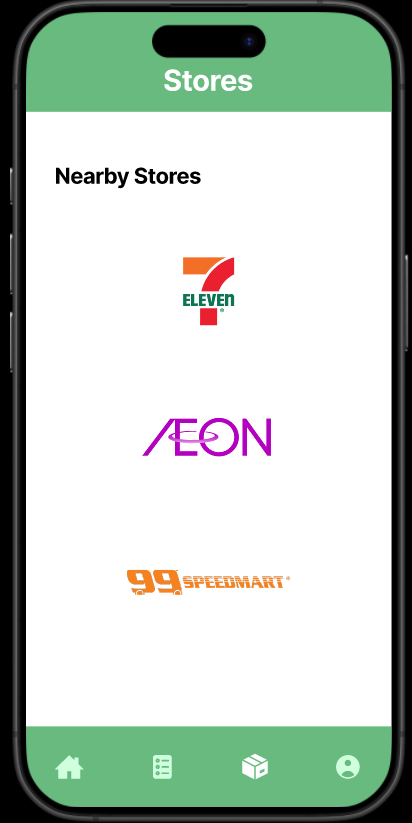 Stores
Nearby Stores
7
ELEVEn
®
ÆON
99 SPEEDMART®